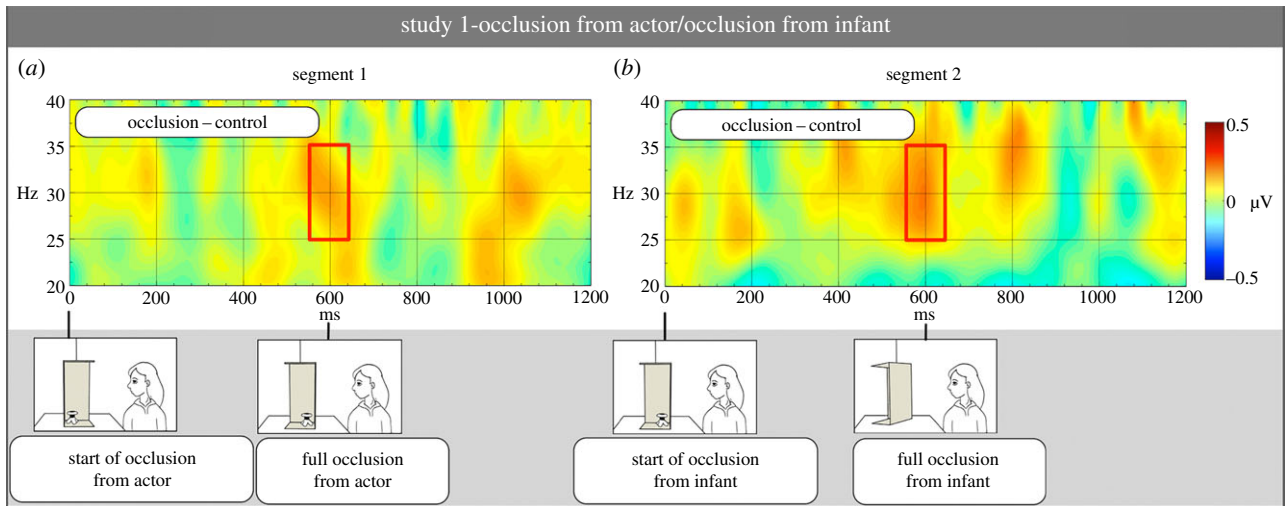 study 1-occlusion from actor/occlusion from infant
(a)
segment 1
(b)
segment 2
40
35
Hz 30
25
20
occlusion – control
0 200 400 600 800 1000 1200
ms
40
35
Hz 30
25
20
occlusion – control
0 200 400 600 800 1000 1200
ms
0.5
0 μV
–0.5
start of occlusion
from actor
full occlusion
from actor
start of occlusion
from infant
full occlusion
from infant